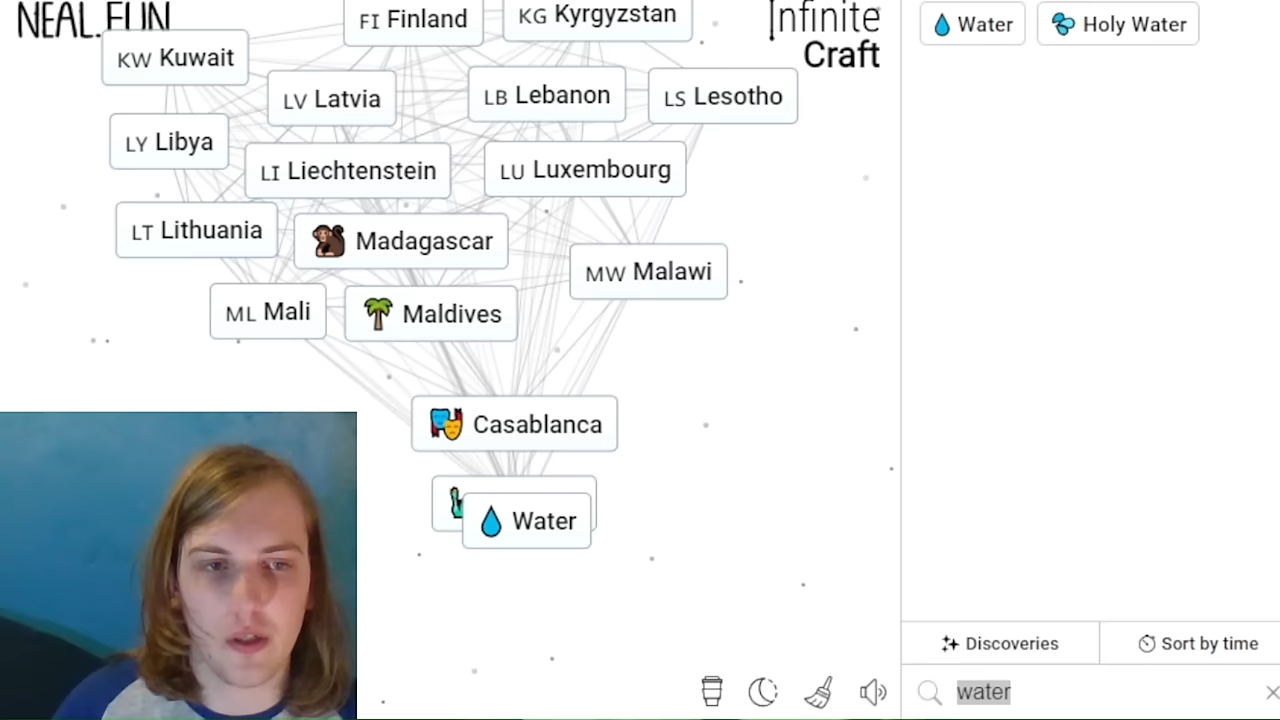 NEAL.FUN
FI Finland
KG Kyrgyzstan
Infinite
Craft
KW Kuwait
LV Latvia
LB Lebanon
LS Lesotho
LY Libya
LI Liechtenstein
LU Luxembourg
LT Lithuania
Madagascar
MW Malawi
ML Mali
Maldives
Casablanca
Water
Water
Holy Water
Discoveries
Sort by time
water